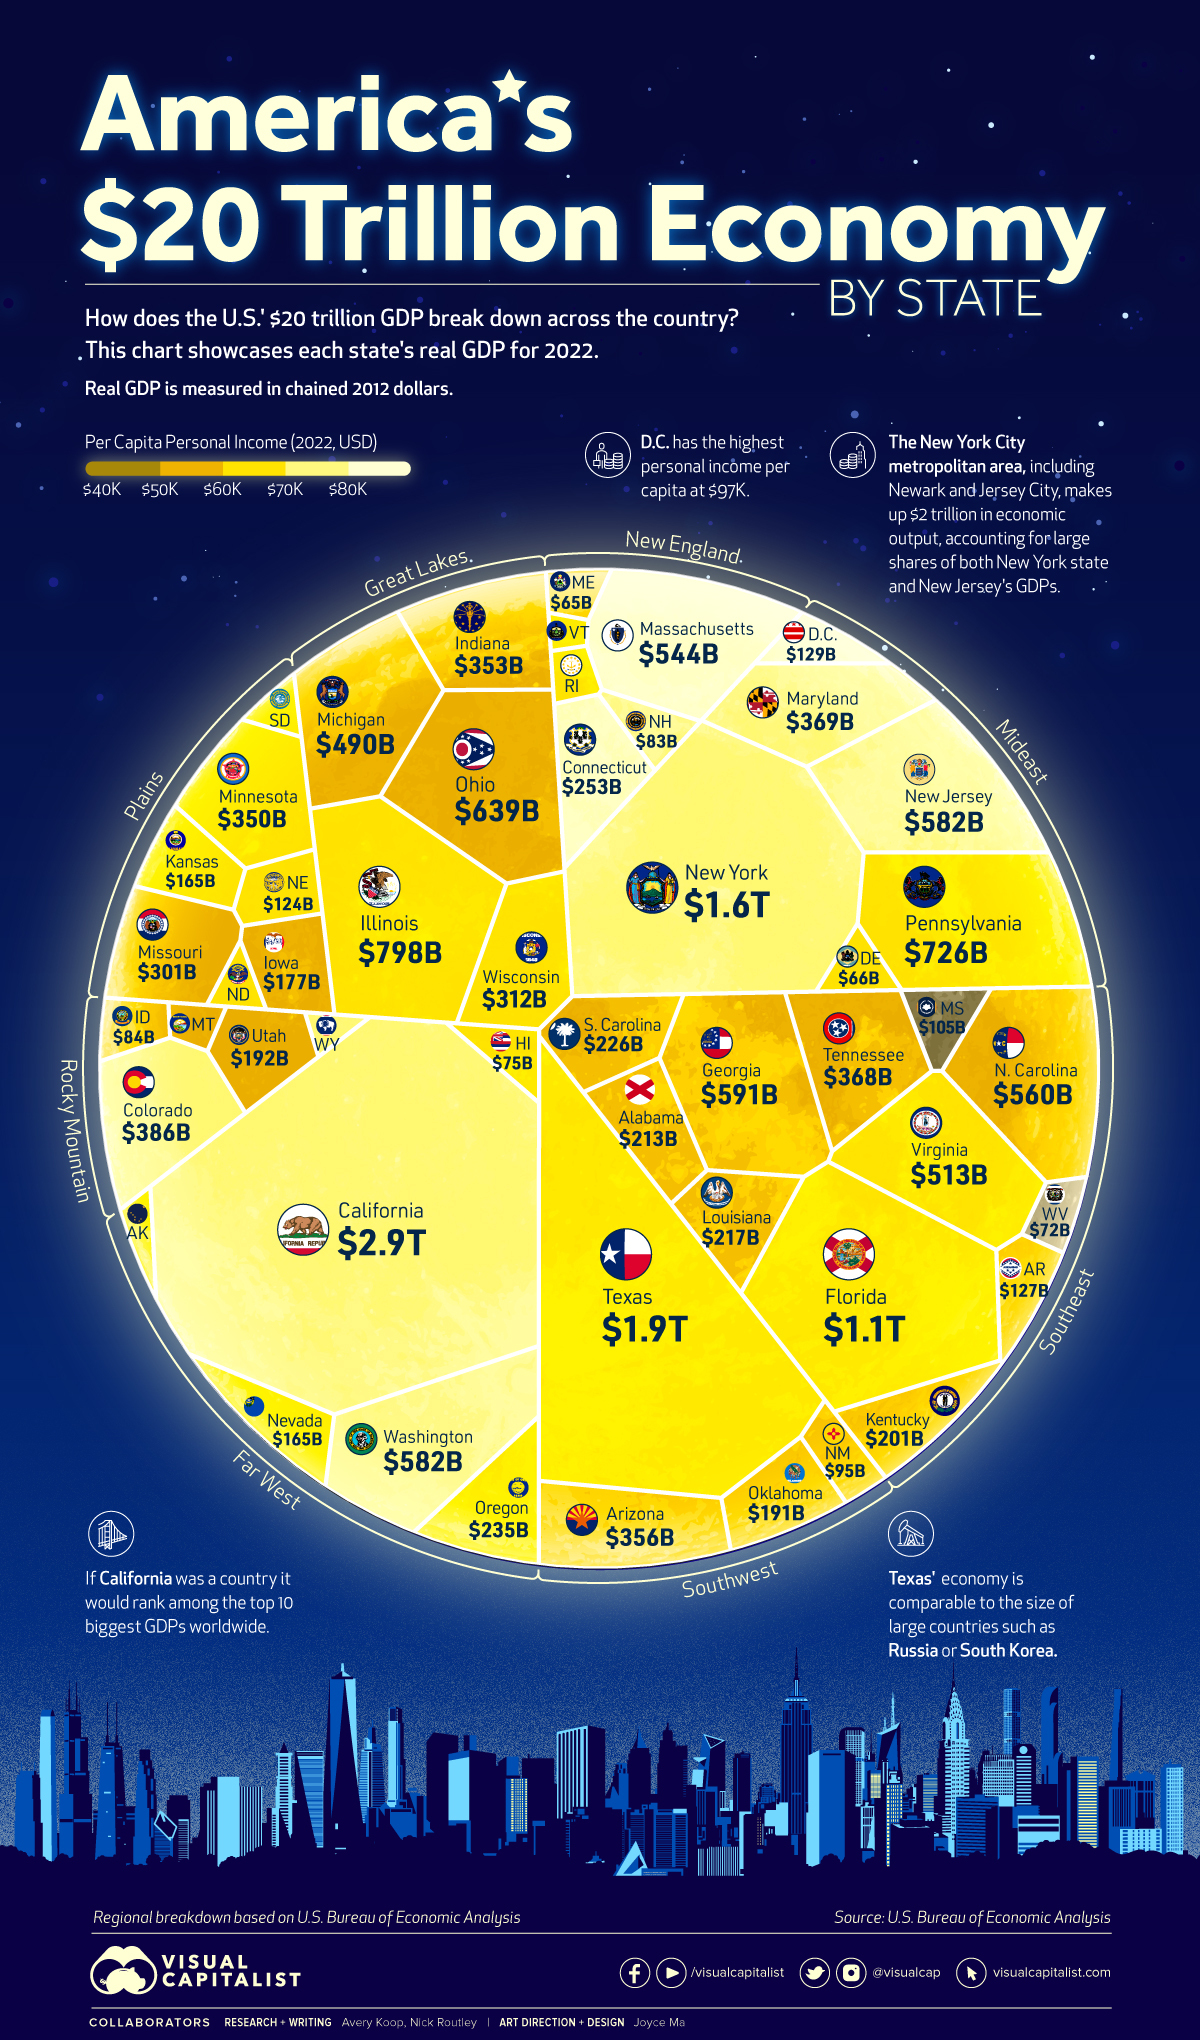 America's
$20 Trillion Economy
BY STATE
How does the U.S.' $20 trillion GDP break down across the country?
This chart showcases each state's real GDP for 2022.
Real GDP is measured in chained 2012 dollars.
Per Capita Personal Income (2022, USD)
$40K $50K $60K $70K $80K
D.C. has the highest
personal income per
capita at $97K.
The New York City
metropolitan area, including
Newark and Jersey City, makes
up $2 trillion in economic
output, accounting for large
shares of both New York state
and New Jersey's GDPs.
Great Lakes
Indiana
$353B
Michigan
$490B
Ohio
$639B
Illinois
$798B
Wisconsin
$312B
New England
ME
$65B
VT
RI
Massachusetts
$544B
NH
$83B
Connecticut
$253B
Mideast
D.C.
$129B
Maryland
$369B
New Jersey
$582B
New York
$1.6T
Pennsylvania
$726B
DE
$66B
Plains
SD
Minnesota
$350B
Kansas
$165B
NE
$124B
Missouri
$301B
Iowa
$177B
ND
Rocky Mountain
ID
$84B
MT
Utah
$192B
WY
Colorado
$386B
Far West
HI
$75B
California
$2.9T
AK
Nevada
$165B
Washington
$582B
Oregon
$235B
Southeast
S. Carolina
$226B
Georgia
$591B
Tennessee
$368B
MS
$105B
N. Carolina
$560B
Alabama
$213B
Virginia
$513B
Louisiana
$217B
WV
$72B
AR
$127B
Florida
$1.1T
Kentucky
$201B
Southwest
Texas
$1.9T
NM
$95B
Oklahoma
$191B
Arizona
$356B
If California was a country it
would rank among the top 10
biggest GDPs worldwide.
Texas' economy is
comparable to the size of
large countries such as
Russia or South Korea.
Regional breakdown based on U.S. Bureau of Economic Analysis
Source: U.S. Bureau of Economic Analysis
VISUAL
CAPITALIST
/visualcapitalist @visualcap visualcapitalist.com
COLLABORATORS RESEARCH + WRITING Avery Koop, Nick Routley | ART DIRECTION + DESIGN Joyce Ma